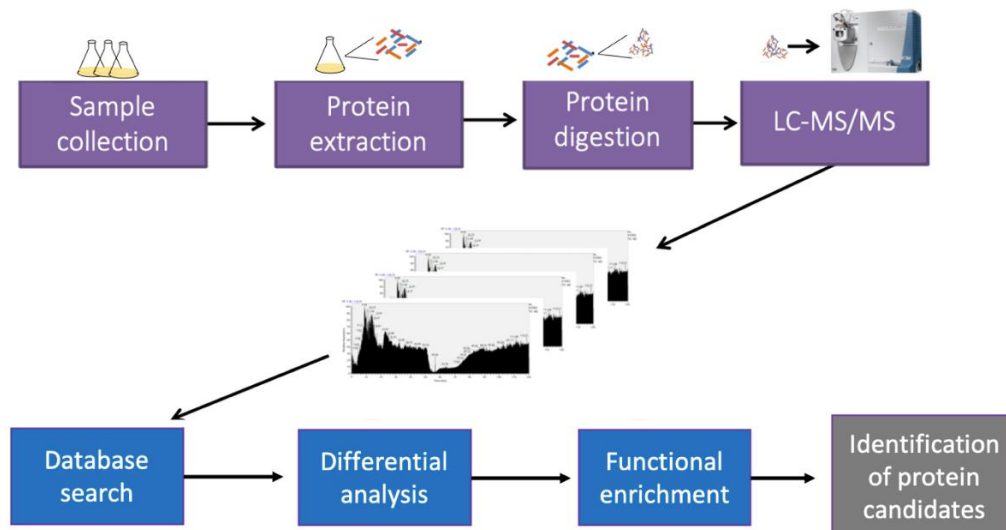 Sample
collection
Protein
extraction
Protein
digestion
LC-MS/MS
Database
search
Differential
analysis
Functional
enrichment
Identification
of protein
candidates